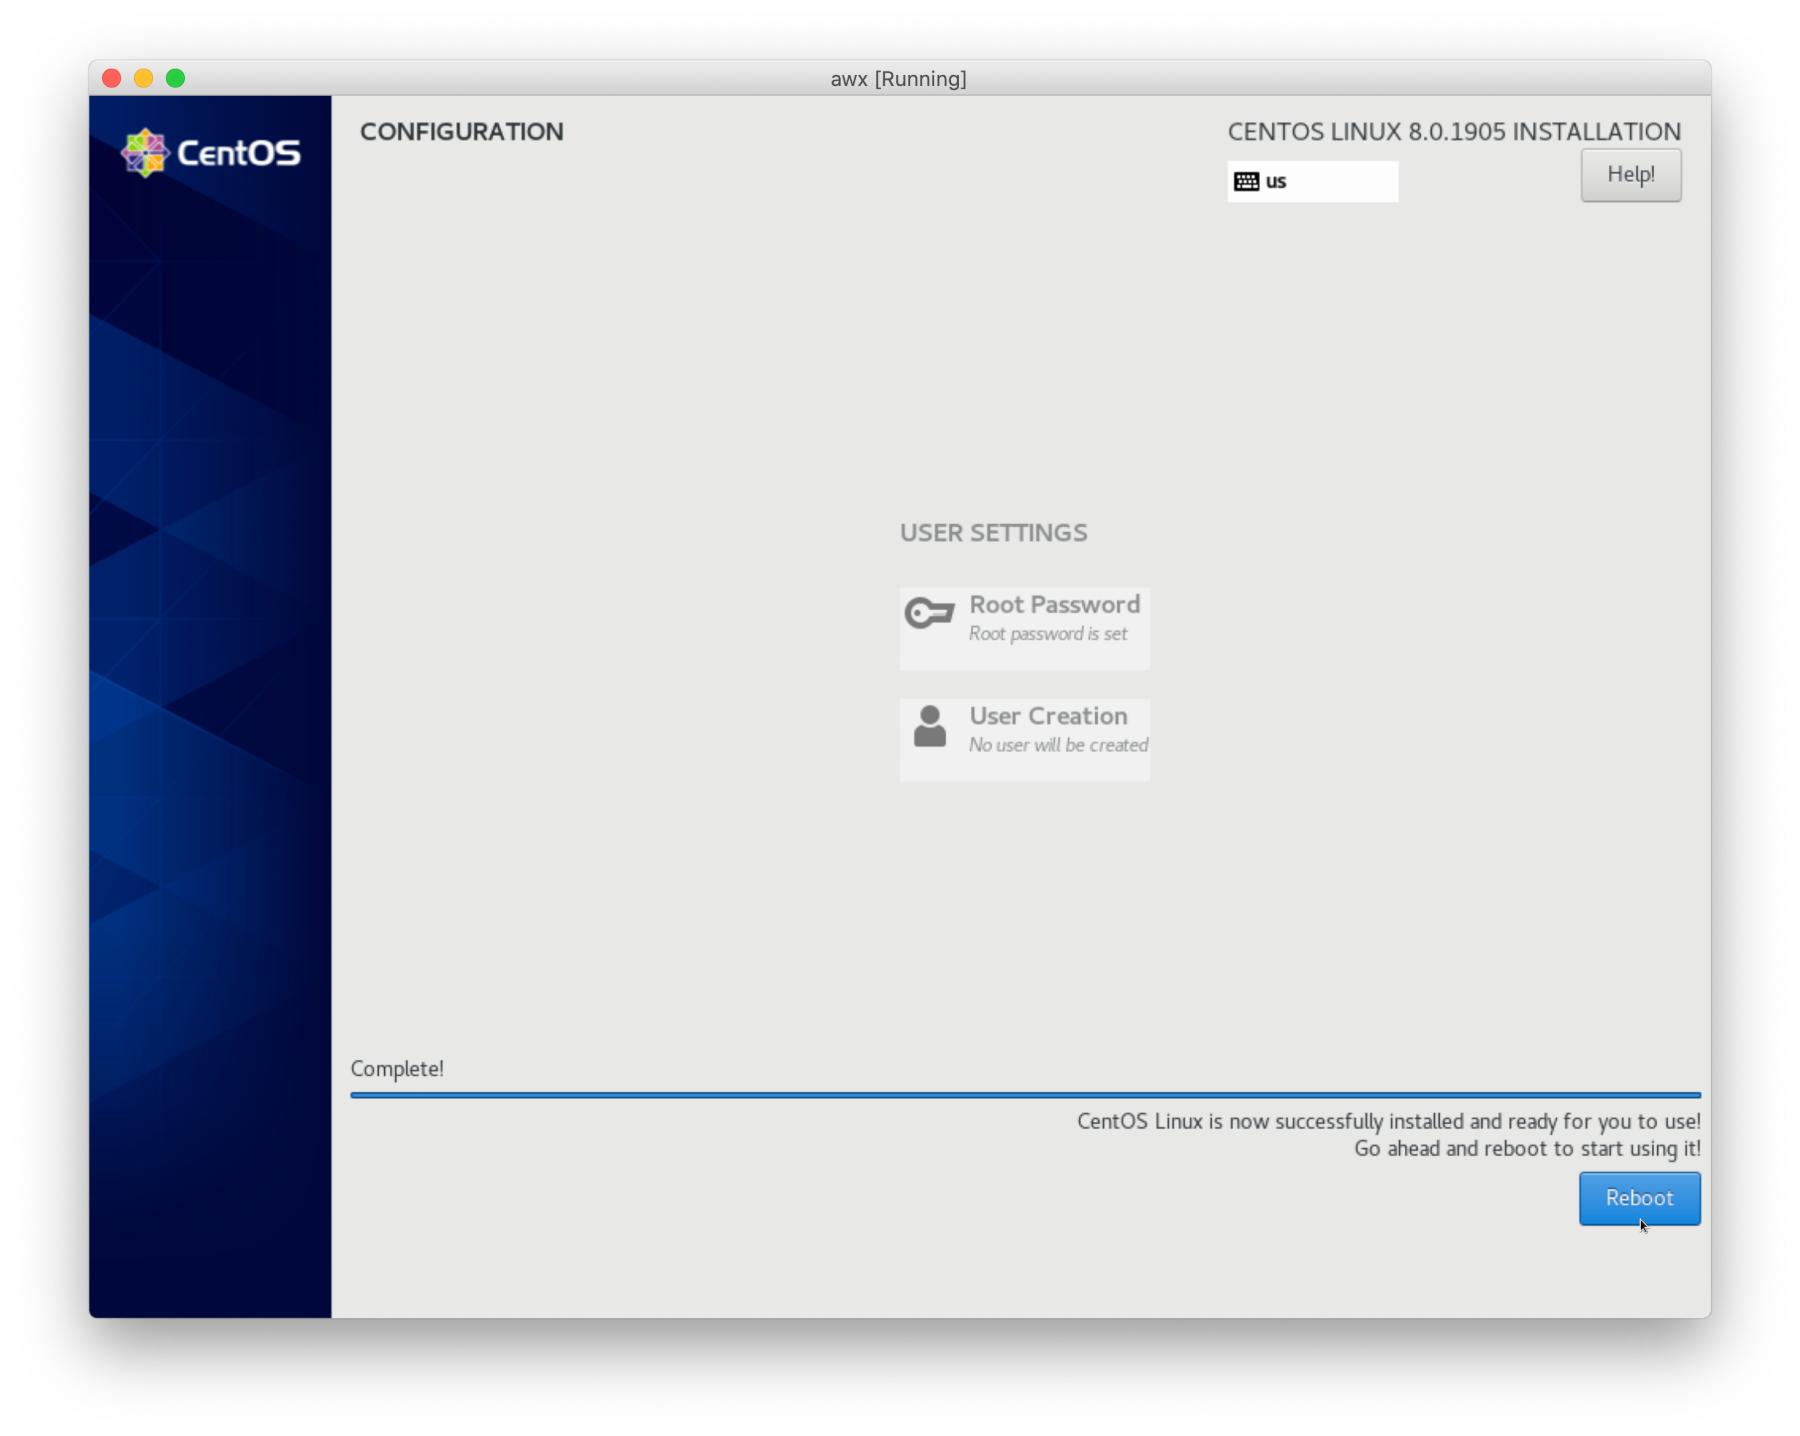 awx [Running]
CentOS
CONFIGURATION
CENTOS LINUX 8.0.1905 INSTALLATION
us
Help!
USER SETTINGS
Root Password
Root password is set
User Creation
No user will be created
Complete!
CentOS Linux is now successfully installed and ready for you to use!
Go ahead and reboot to start using it!
Reboot